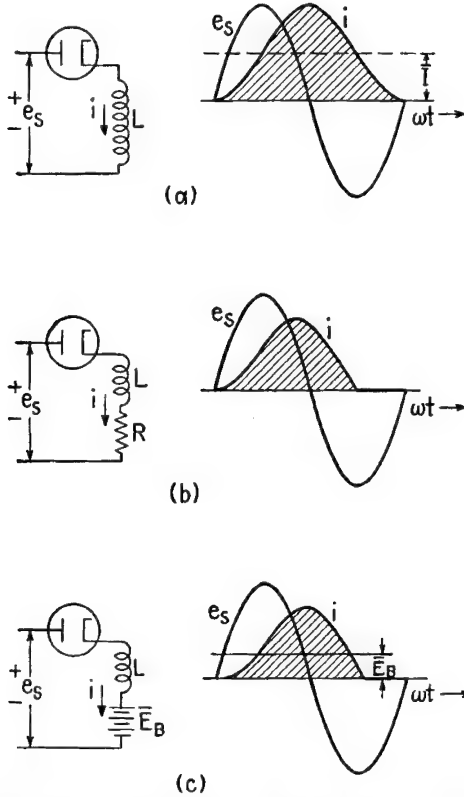 e_s i
+
e_s
−
i L
Ī
ωt
(a)
e_s i
+
e_s
−
i L
R
ωt
(b)
e_s i
+
e_s
−
i L
Ē_B
Ē_B
ωt
(c)